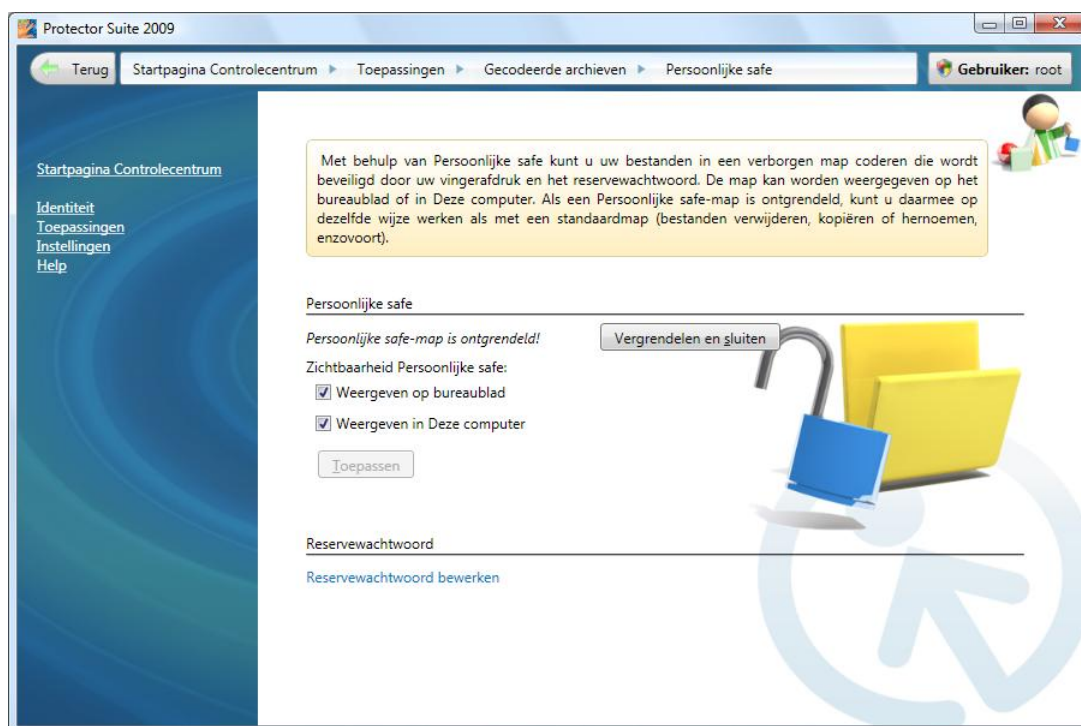 Protector Suite 2009
Terug
Startpagina Controlecentrum
Toepassingen
Gecodeerde archieven
Persoonlijke safe
Gebruiker: root
Startpagina Controlecentrum
Identiteit
Toepassingen
Instellingen
Help
Met behulp van Persoonlijke safe kunt u uw bestanden in een verborgen map coderen die wordt
beveiligd door uw vingerafdruk en het reservewachtwoord. De map kan worden weergegeven op het
bureaublad of in Deze computer. Als een Persoonlijke safe-map is ontgrendeld, kunt u daarmee op
dezelfde wijze werken als met een standaardmap (bestanden verwijderen, kopiëren of hernoemen,
enzovoort).
Persoonlijke safe
Persoonlijke safe-map is ontgrendeld!
Vergrendelen en sluiten
Zichtbaarheid Persoonlijke safe:
Weergeven op bureaublad
Weergeven in Deze computer
Toepassen
Reservewachtwoord
Reservewachtwoord bewerken